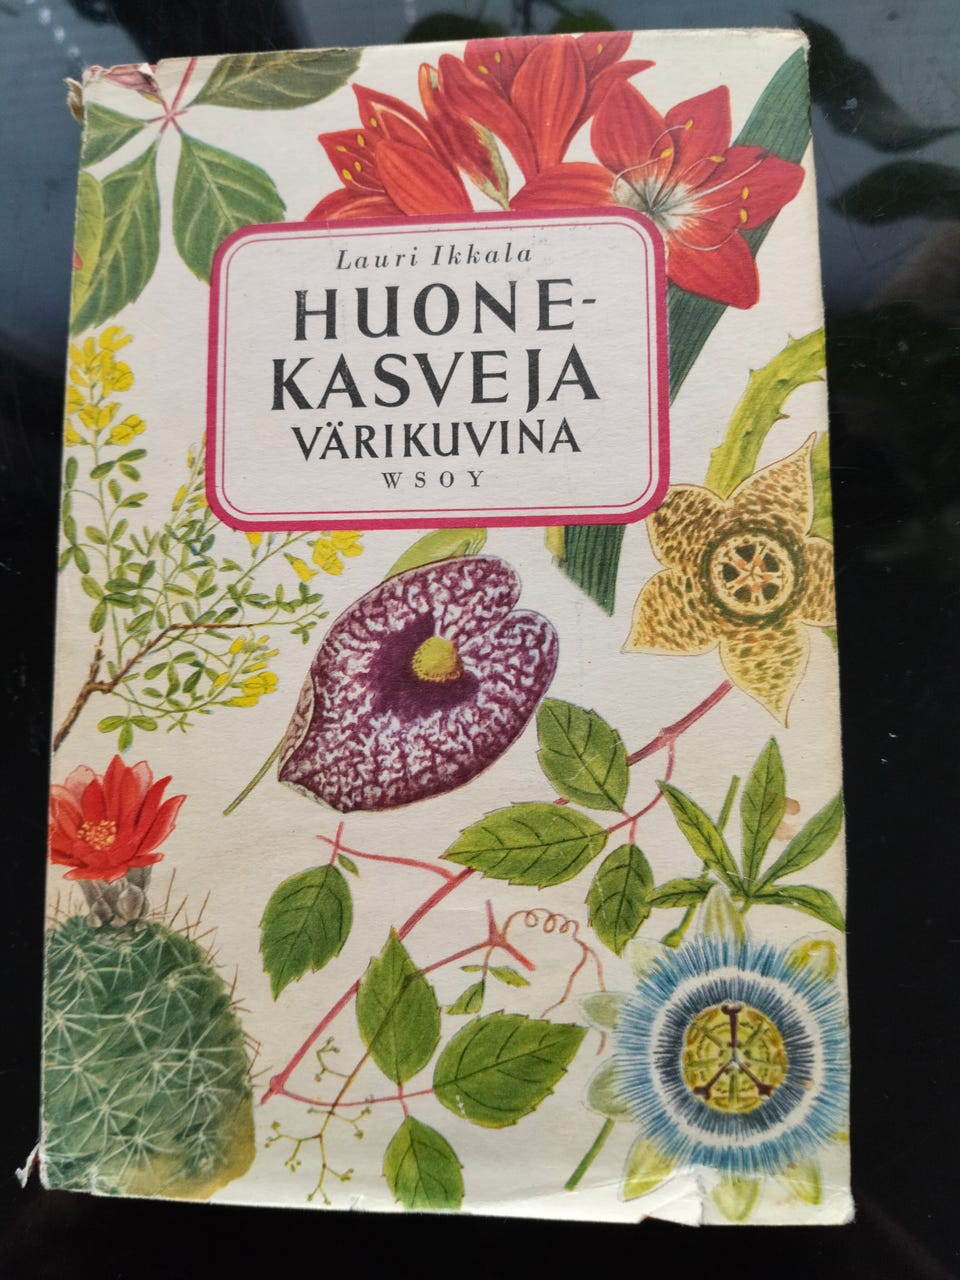 Lauri Ikkala
HUONE-
KASVEJA
VÄRIKUVINA
WSOY